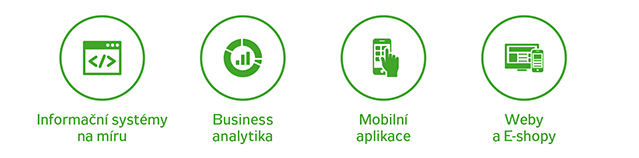 Informační systémy
na míru
Business
analytika
Mobilní
aplikace
Weby
a E-shopy